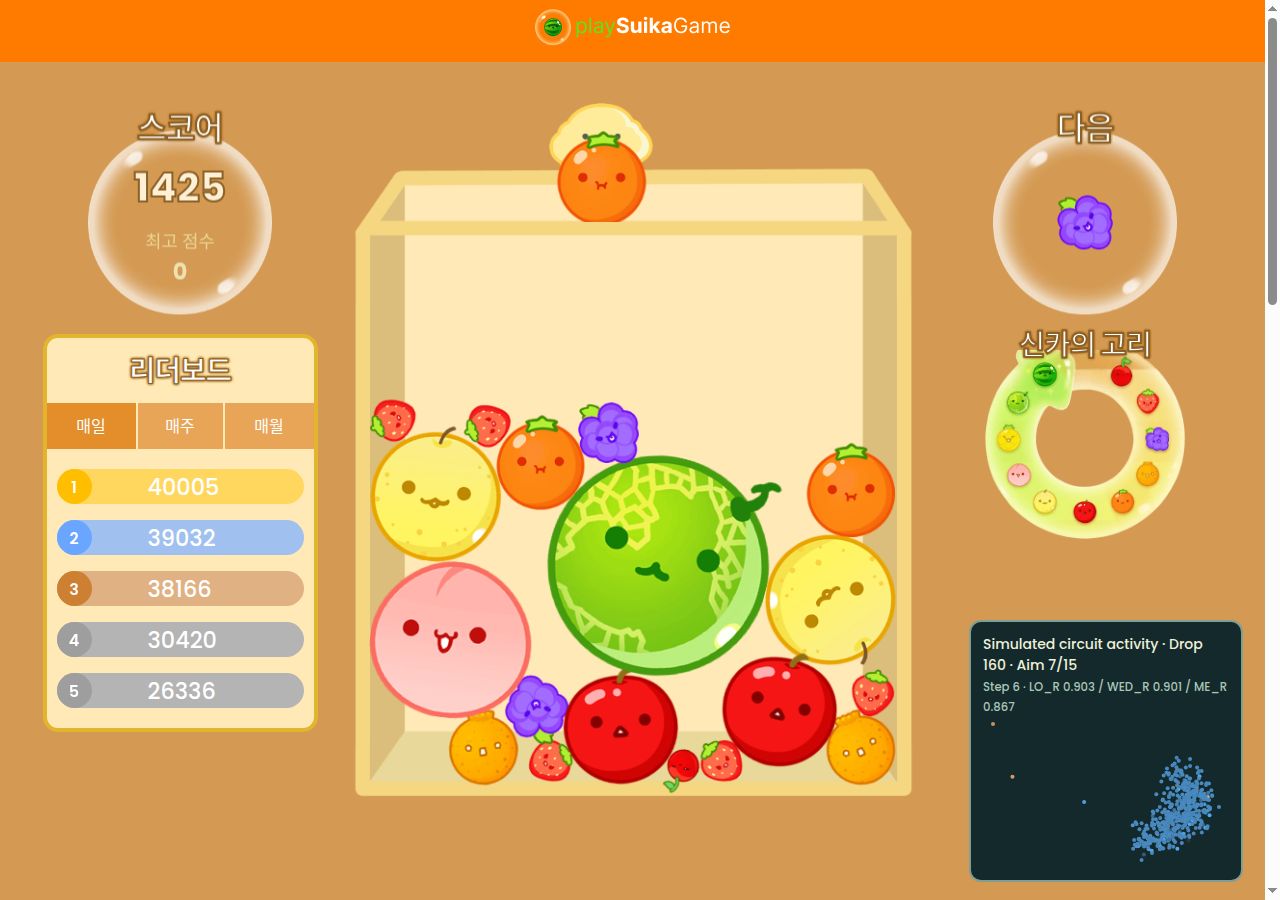 playSuikaGame
스코어
1425
최고 점수
0
다음
신카의 고리
리더보드
매일 매주 매월
1 40005
2 39032
3 38166
4 30420
5 26336
Simulated circuit activity · Drop
160 · Aim 7/15
Step 6 · LO_R 0.903 / WED_R 0.901 / ME_R
0.867